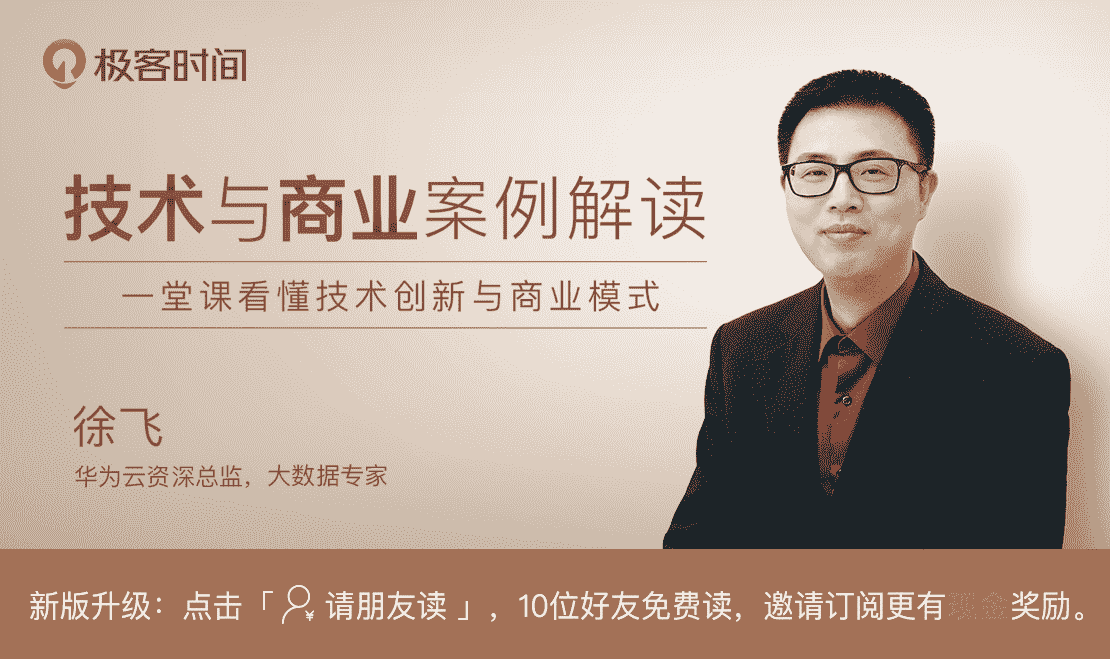 极客时间
技术与商业案例解读
一堂课看懂技术创新与商业模式
徐飞
华为云资深总监，大数据专家
新版升级：点击「 ¥ 请朋友读 」，10位好友免费读，邀请订阅更有现金奖励。